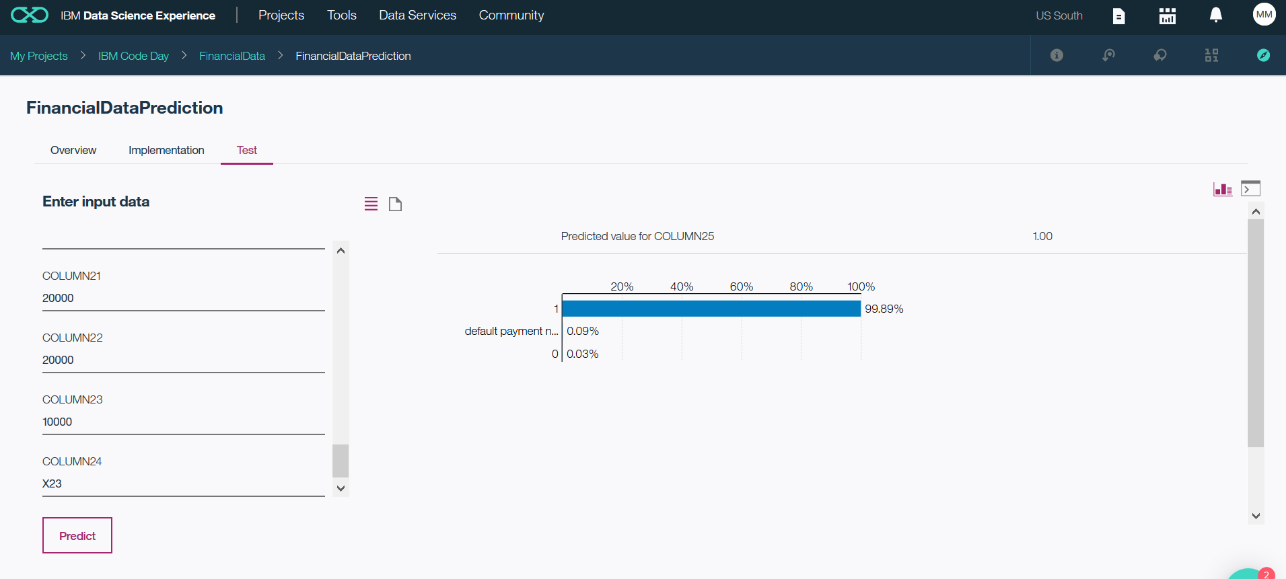 IBM Data Science Experience | Projects Tools Data Services Community US South MM
My Projects > IBM Code Day > FinancialData > FinancialDataPrediction
FinancialDataPrediction
Overview Implementation Test
Enter input data
COLUMN21
20000
COLUMN22
20000
COLUMN23
10000
COLUMN24
X23
Predict
Predicted value for COLUMN25 1.00
20% 40% 60% 80% 100%
1 99.89%
default payment n... 0.09%
0 0.03%
2